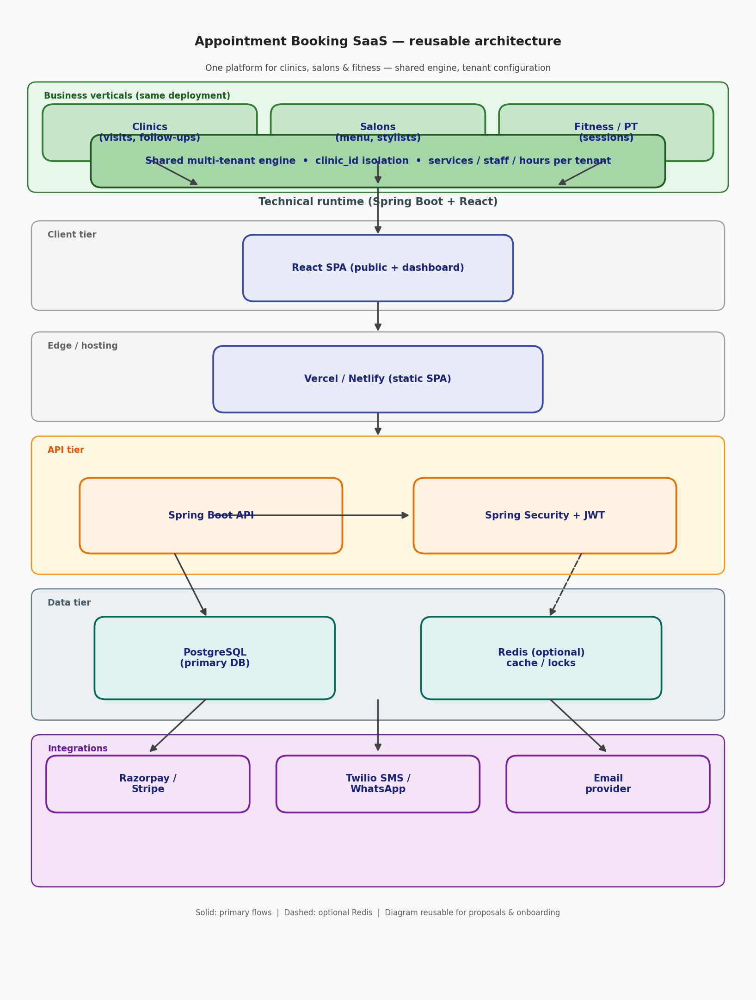 Appointment Booking SaaS — reusable architecture
One platform for clinics, salons & fitness — shared engine, tenant configuration
Business verticals (same deployment)
Clinics
(visits, follow-ups)
Salons
(menu, stylists)
Fitness / PT
(sessions)
Shared multi-tenant engine • clinic_id isolation • services / staff / hours per tenant
Technical runtime (Spring Boot + React)
Client tier
React SPA (public + dashboard)
Edge / hosting
Vercel / Netlify (static SPA)
API tier
Spring Boot API
Spring Security + JWT
Data tier
PostgreSQL
(primary DB)
Redis (optional)
cache / locks
Integrations
Razorpay /
Stripe
Twilio SMS /
WhatsApp
Email
provider
Solid: primary flows | Dashed: optional Redis | Diagram reusable for proposals & onboarding